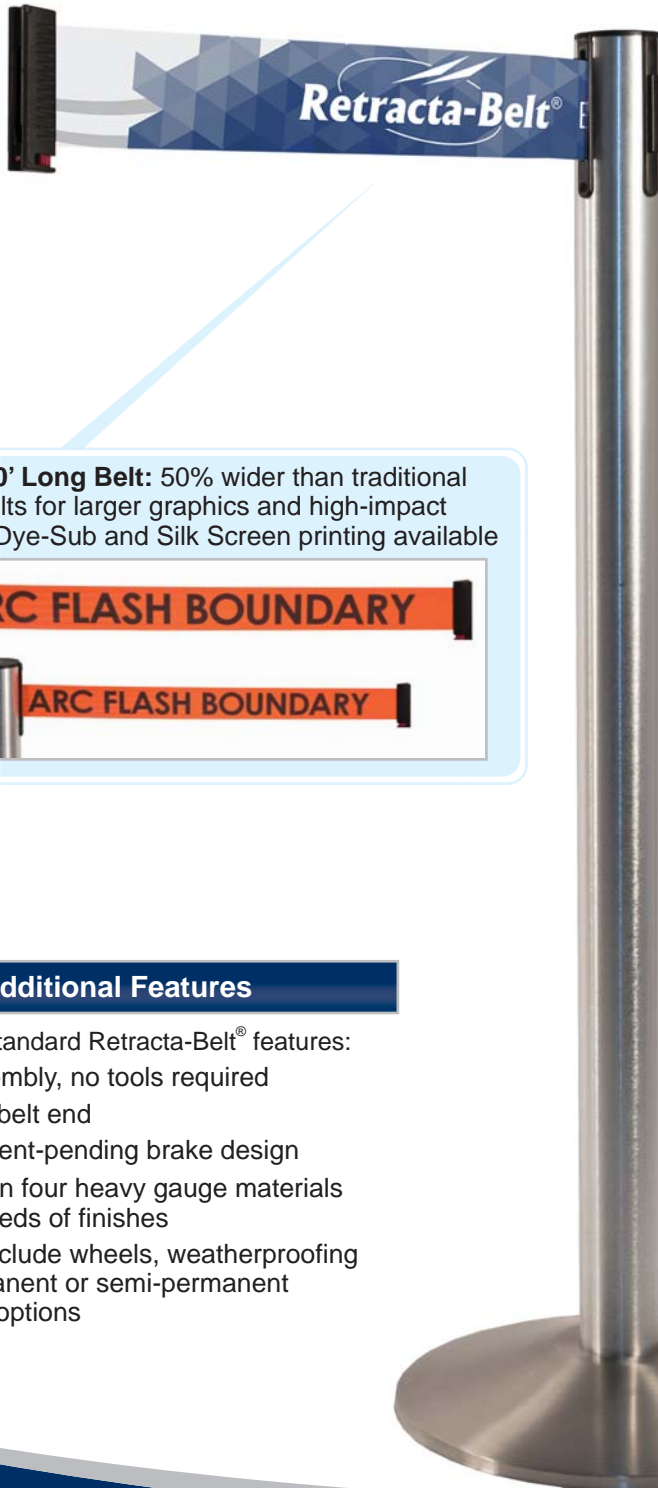 Retracta-Belt®
0’ Long Belt: 50% wider than traditional
lts for larger graphics and high-impact
Dye-Sub and Silk Screen printing available
RC FLASH BOUNDARY
ARC FLASH BOUNDARY
dditional Features
tandard Retracta-Belt® features:
embly, no tools required
belt end
ent-pending brake design
n four heavy gauge materials
eds of finishes
clude wheels, weatherproofing
anent or semi-permanent
options